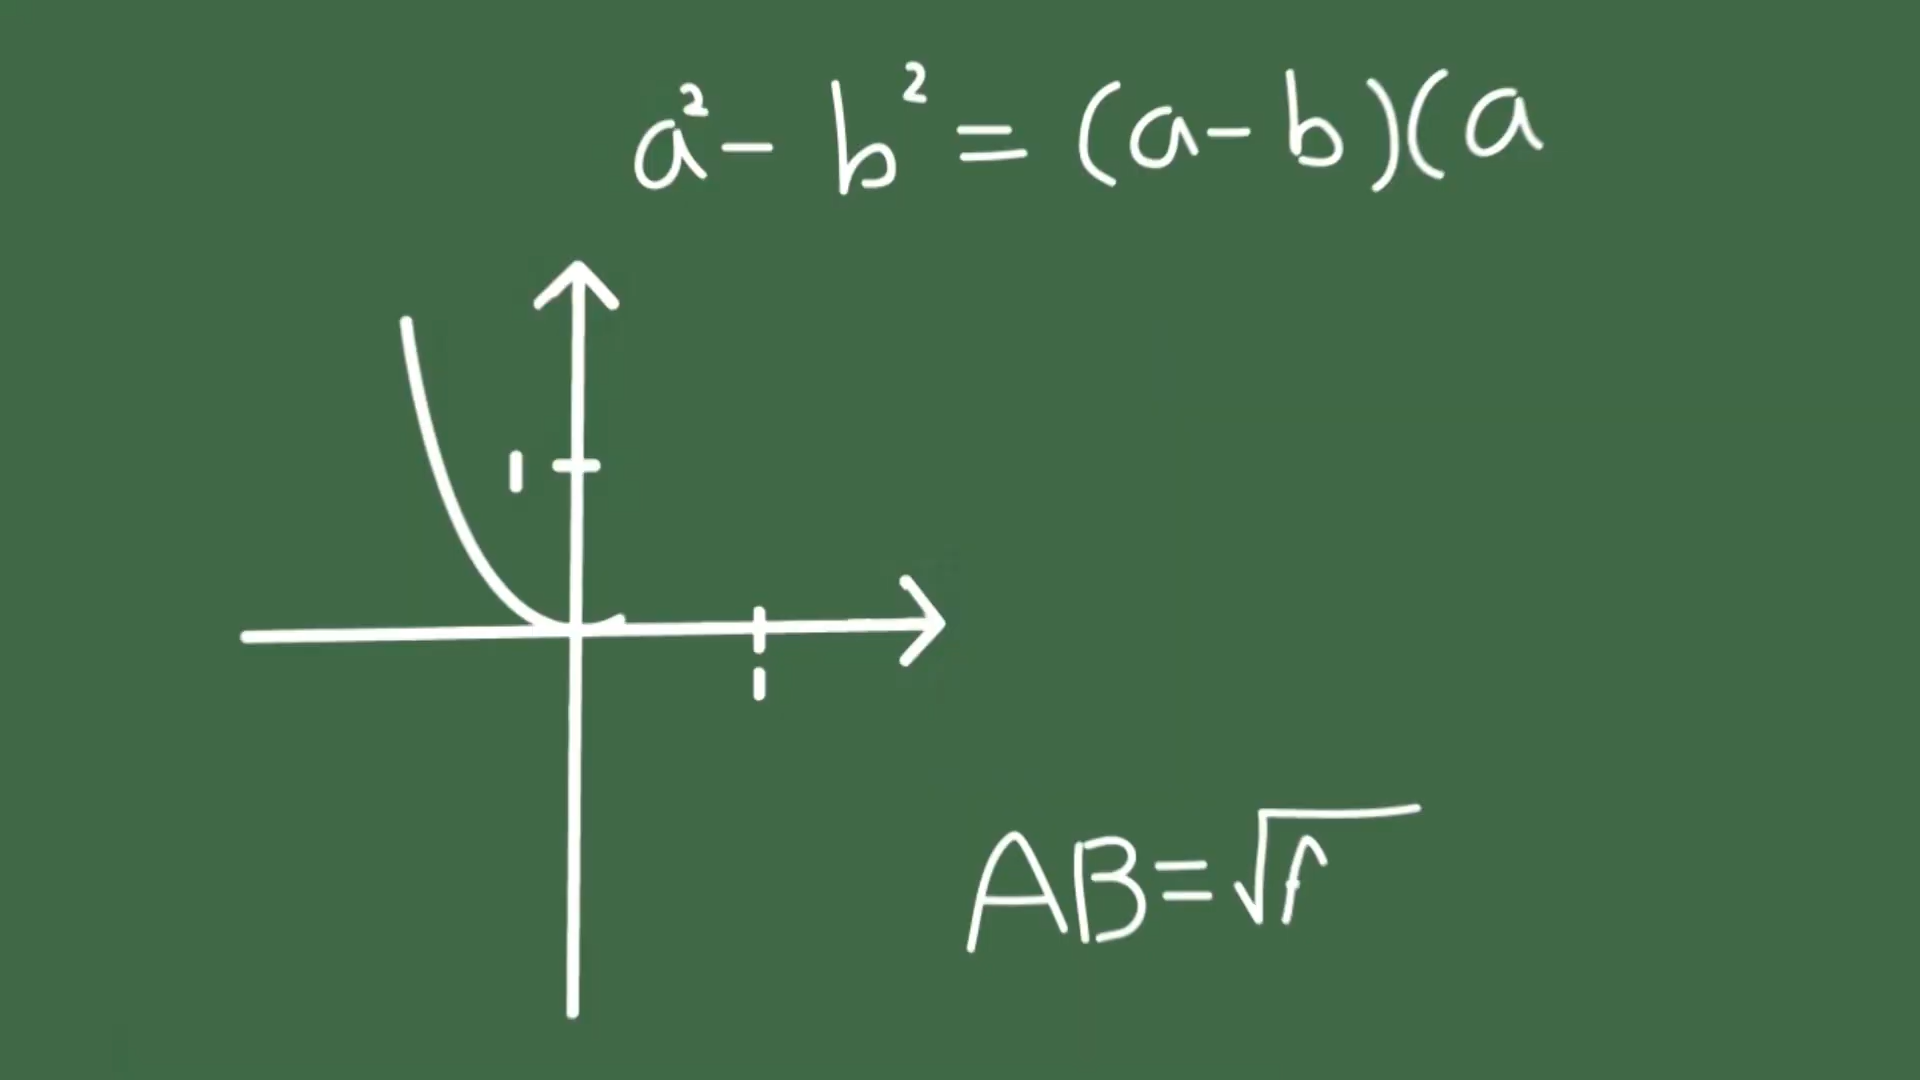 a² - b² = (a - b)(a
1
1
AB = √r